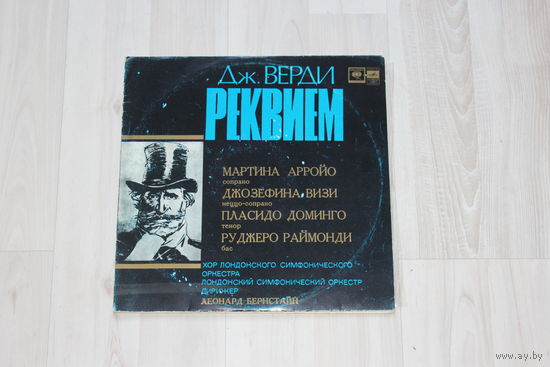 Дж. ВЕРДИ
РЕКВИЕМ
МАРТИНА АРРОЙО
сопрано
ДЖОЗЕФИНА ВИЗИ
меццо-сопрано
ПЛАСИДО ДОМИНГО
тенор
РУДЖЕРО РАЙМОНДИ
бас
ХОР ЛОНДОНСКОГО СИМФОНИЧЕСКОГО
ОРКЕСТРА
ЛОНДОНСКИЙ СИМФОНИЧЕСКИЙ ОРКЕСТР
ДИРИЖЕР
ЛЕОНАРД БЕРНСТАЙН
www.ay.by